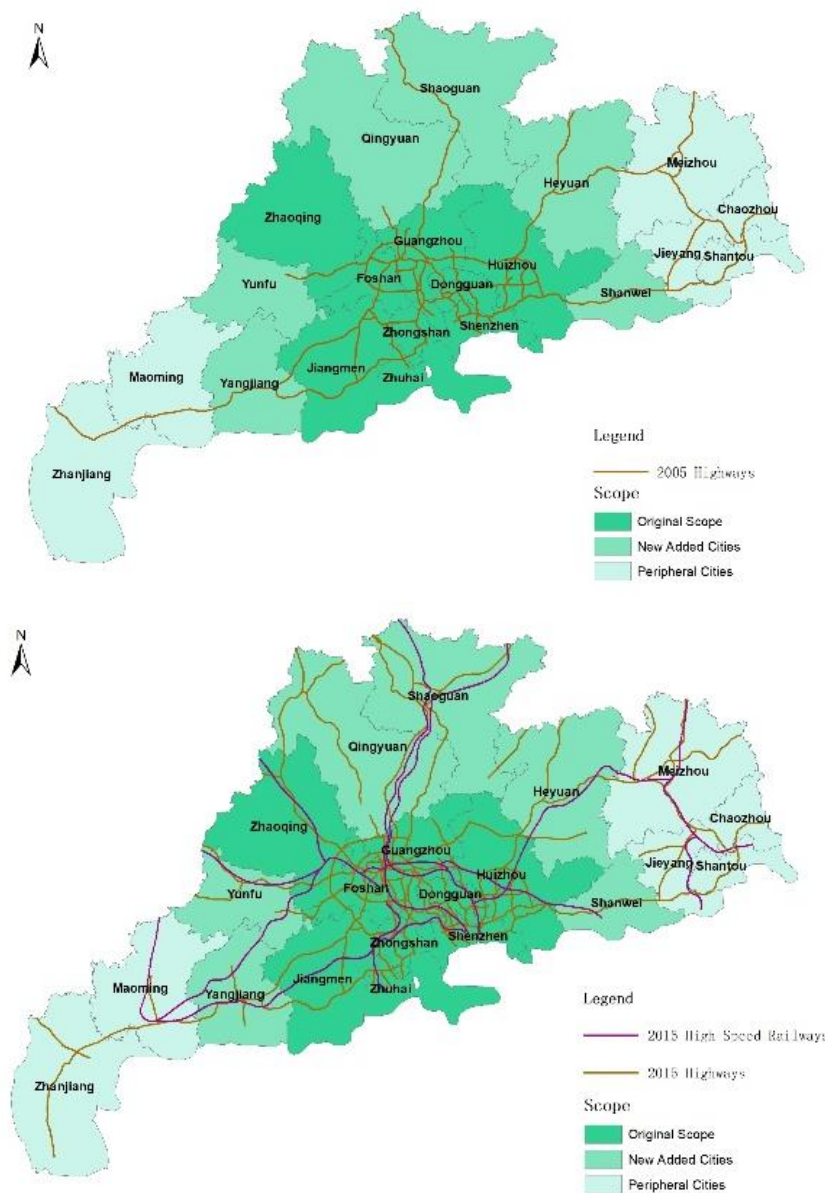 N
Shaoguan
Qingyuan
Meizhou
Heyuan
Zhaoqing
Chaozhou
Guangzhou
Jieyang
Shantou
Huizhou
Yunfu
Foshan
Dongguan
Shanwei
Zhongshan
Shenzhen
Maoming
Yangjiang
Jiangmen
Zhuhai
Legend
2005 Highways
Zhanjiang
Scope
Original Scope
New Added Cities
Peripheral Cities
N
Shaoguan
Qingyuan
Meizhou
Heyuan
Zhaoqing
Chaozhou
Guangzhou
Jieyang
Shantou
Huizhou
Yunfu
Foshan
Dongguan
Shanwei
Zhongshan
Shenzhen
Maoming
Yangjiang
Jiangmen
Zhuhai
Legend
2015 High Speed Railways
2015 Highways
Zhanjiang
Scope
Original Scope
New Added Cities
Peripheral Cities